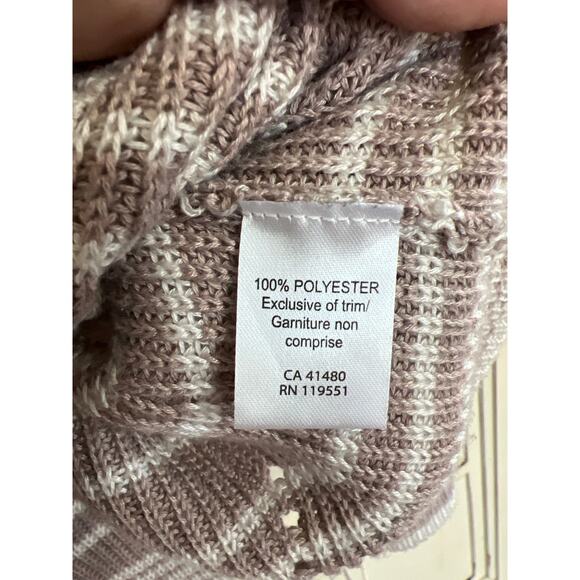 100% POLYESTER
Exclusive of trim/
Garniture non
comprise
CA 41480
RN 119551